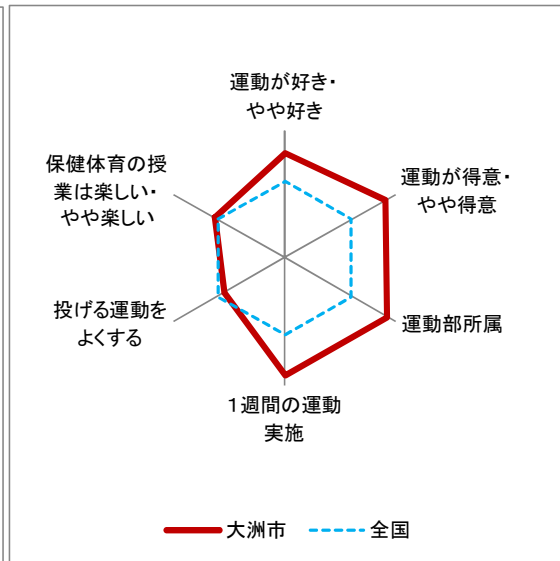 運動が好き・
やや好き
運動が得意・
やや得意
運動部所属
１週間の運動
実施
投げる運動を
よくする
保健体育の授
業は楽しい・
やや楽しい
大洲市
全国